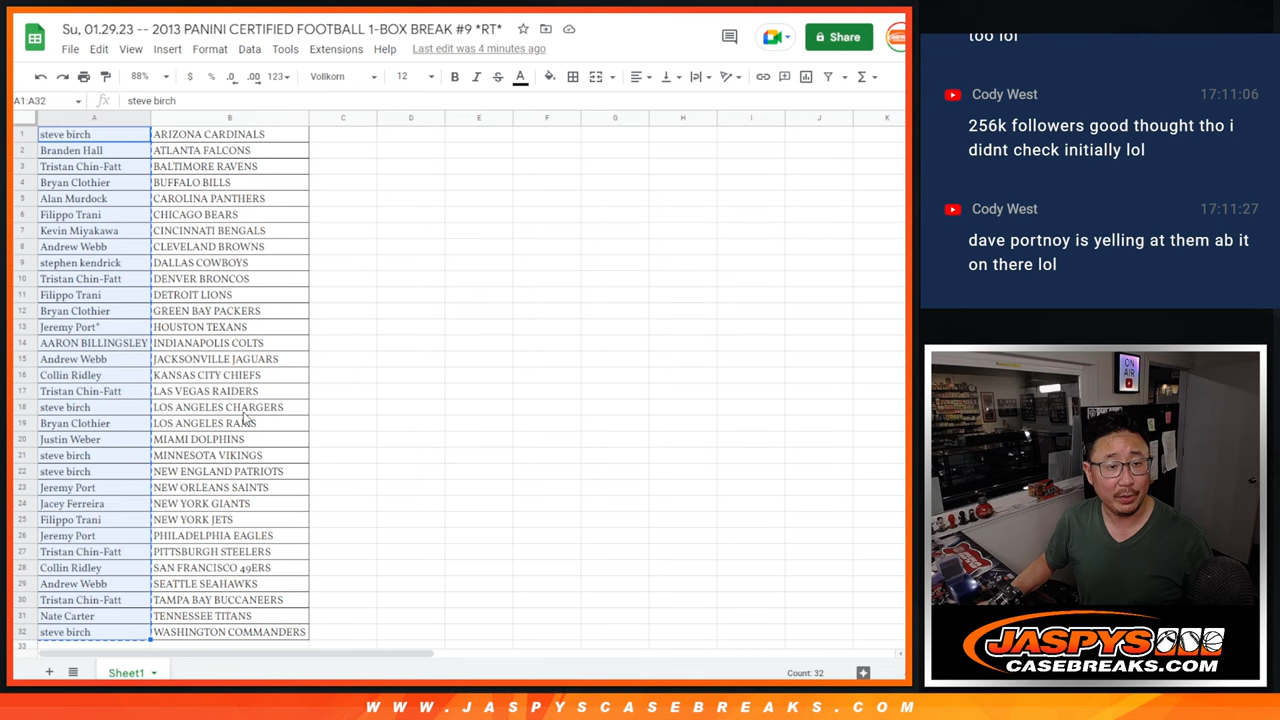 Su, 01.29.23 -- 2013 PANINI CERTIFIED FOOTBALL 1-BOX BREAK #9 *RT*
File Edit View Insert Format Data Tools Extensions Help Last edit was 4 minutes ago
Share
88% $ % .0 .00 123 Vollkorn 12 B I S A
A1:A32 fx steve birch
A B C D E F G H I J K
1 steve birch ARIZONA CARDINALS
2 Branden Hall ATLANTA FALCONS
3 Tristan Chin-Fatt BALTIMORE RAVENS
4 Bryan Clothier BUFFALO BILLS
5 Alan Murdock CAROLINA PANTHERS
6 Filippo Trani CHICAGO BEARS
7 Kevin Miyakawa CINCINNATI BENGALS
8 Andrew Webb CLEVELAND BROWNS
9 stephen kendrick DALLAS COWBOYS
10 Tristan Chin-Fatt DENVER BRONCOS
11 Filippo Trani DETROIT LIONS
12 Bryan Clothier GREEN BAY PACKERS
13 Jeremy Port* HOUSTON TEXANS
14 AARON BILLINGSLEY INDIANAPOLIS COLTS
15 Andrew Webb JACKSONVILLE JAGUARS
16 Collin Ridley KANSAS CITY CHIEFS
17 Tristan Chin-Fatt LAS VEGAS RAIDERS
18 steve birch LOS ANGELES CHARGERS
19 Bryan Clothier LOS ANGELES RAMS
20 Justin Weber MIAMI DOLPHINS
21 steve birch MINNESOTA VIKINGS
22 steve birch NEW ENGLAND PATRIOTS
23 Jeremy Port NEW ORLEANS SAINTS
24 Jacey Ferreira NEW YORK GIANTS
25 Filippo Trani NEW YORK JETS
26 Jeremy Port PHILADELPHIA EAGLES
27 Tristan Chin-Fatt PITTSBURGH STEELERS
28 Collin Ridley SAN FRANCISCO 49ERS
29 Andrew Webb SEATTLE SEAHAWKS
30 Tristan Chin-Fatt TAMPA BAY BUCCANEERS
31 Nate Carter TENNESSEE TITANS
32 steve birch WASHINGTON COMMANDERS
33
Sheet1
Count: 32
too lol
Cody West 17:11:06
256k followers good thought tho i
didnt check initially lol
Cody West 17:11:27
dave portnoy is yelling at them ab it
on there lol
ON
AIR
JASPYS
CASEBREAKS.COM
WWW.JASPYSCASEBREAKS.COM